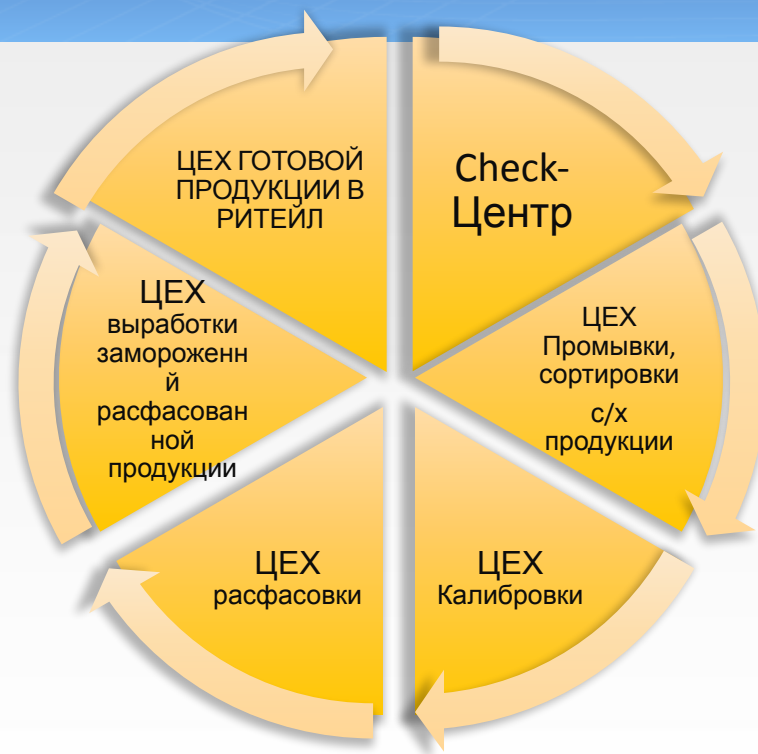 Check-
Центр
ЦЕХ
Промывки,
сортировки
с/х
продукции
ЦЕХ
Калибровки
ЦЕХ
расфасовки
ЦЕХ
выработки
замороженн
й
расфасован
ной
продукции
ЦЕХ ГОТОВОЙ
ПРОДУКЦИИ В
РИТЕЙЛ